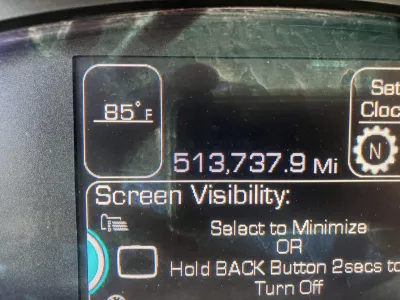 Set
85°F
Cloc
513,737.9 Mi
N
Screen Visibility:
Select to Minimize
OR
Hold BACK Button 2secs to
Turn Off